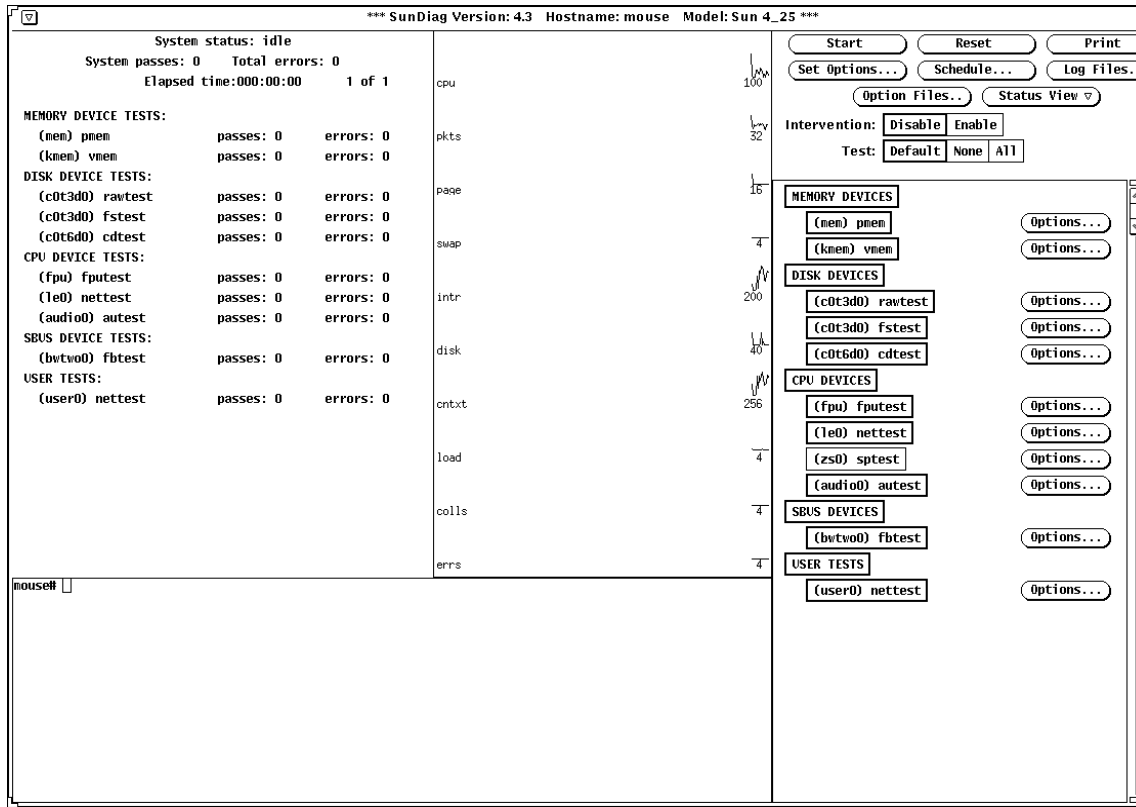 *** SunDiag Version: 4.3 Hostname: mouse Model: Sun 4_25 ***
System status: idle
System passes: 0 Total errors: 0
Elapsed time:000:00:00 1 of 1
MEMORY DEVICE TESTS:
(mem) pmem passes: 0 errors: 0
(kmem) vmem passes: 0 errors: 0
DISK DEVICE TESTS:
(c0t3d0) rawtest passes: 0 errors: 0
(c0t3d0) fstest passes: 0 errors: 0
(c0t6d0) cdtest passes: 0 errors: 0
CPU DEVICE TESTS:
(fpu) fputest passes: 0 errors: 0
(le0) nettest passes: 0 errors: 0
(audio0) autest passes: 0 errors: 0
SBUS DEVICE TESTS:
(bwtwo0) fbtest passes: 0 errors: 0
USER TESTS:
(user0) nettest passes: 0 errors: 0
cpu 100
pkts 32
page 16
swap 4
intr 200
disk 40
cntxt 256
load 4
colls 4
errs 4
Start Reset Print
Set Options... Schedule... Log Files.
Option Files.. Status View
Intervention: Disable Enable
Test: Default None All
MEMORY DEVICES
(mem) pmem Options...
(kmem) vmem Options...
DISK DEVICES
(c0t3d0) rawtest Options...
(c0t3d0) fstest Options...
(c0t6d0) cdtest Options...
CPU DEVICES
(fpu) fputest Options...
(le0) nettest Options...
(zs0) sptest Options...
(audio0) autest Options...
SBUS DEVICES
(bwtwo0) fbtest Options...
USER TESTS
(user0) nettest Options...
mouse#